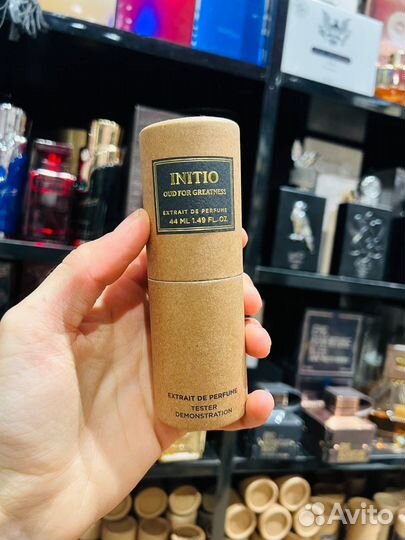 INITIO
OUD FOR GREATNESS
EXTRAIT DE PERFUME
44 ML 1.49 FL. OZ.
EXTRAIT DE PERFUME
TESTER
DEMONSTRATION
Avito